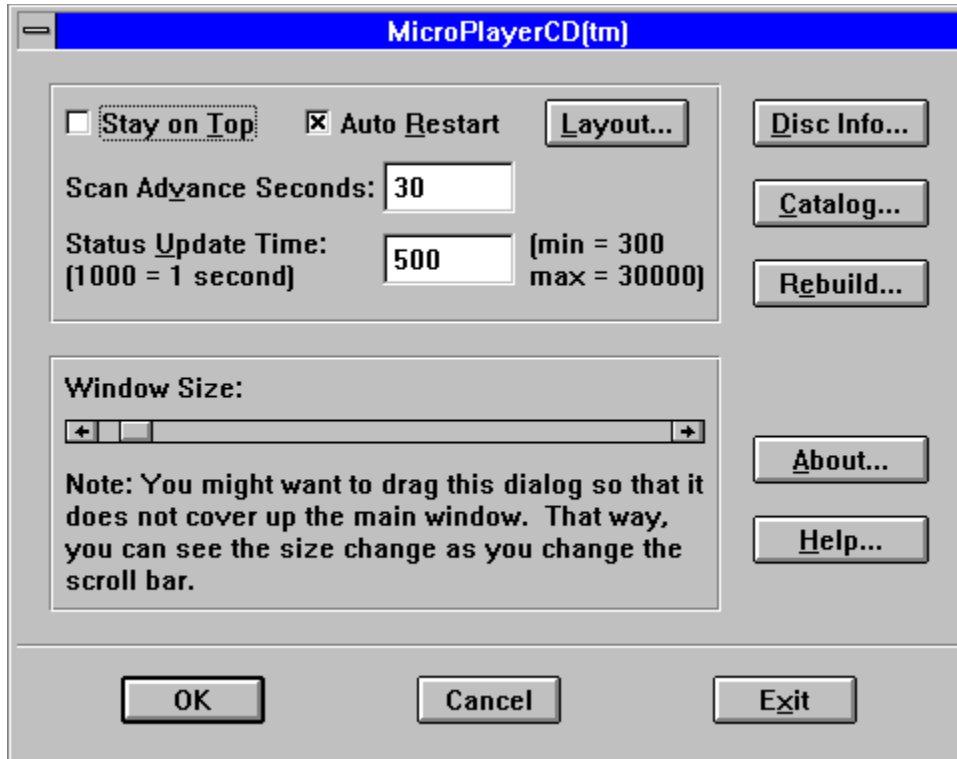 MicroPlayerCD(tm)
Stay on Top
Auto Restart
Layout...
Disc Info...
Scan Advance Seconds: 30
Catalog...
Status Update Time:
(1000 = 1 second)
500
(min = 300
max = 30000)
Rebuild...
Window Size:
Note: You might want to drag this dialog so that it
does not cover up the main window.  That way,
you can see the size change as you change the
scroll bar.
About...
Help...
OK
Cancel
Exit